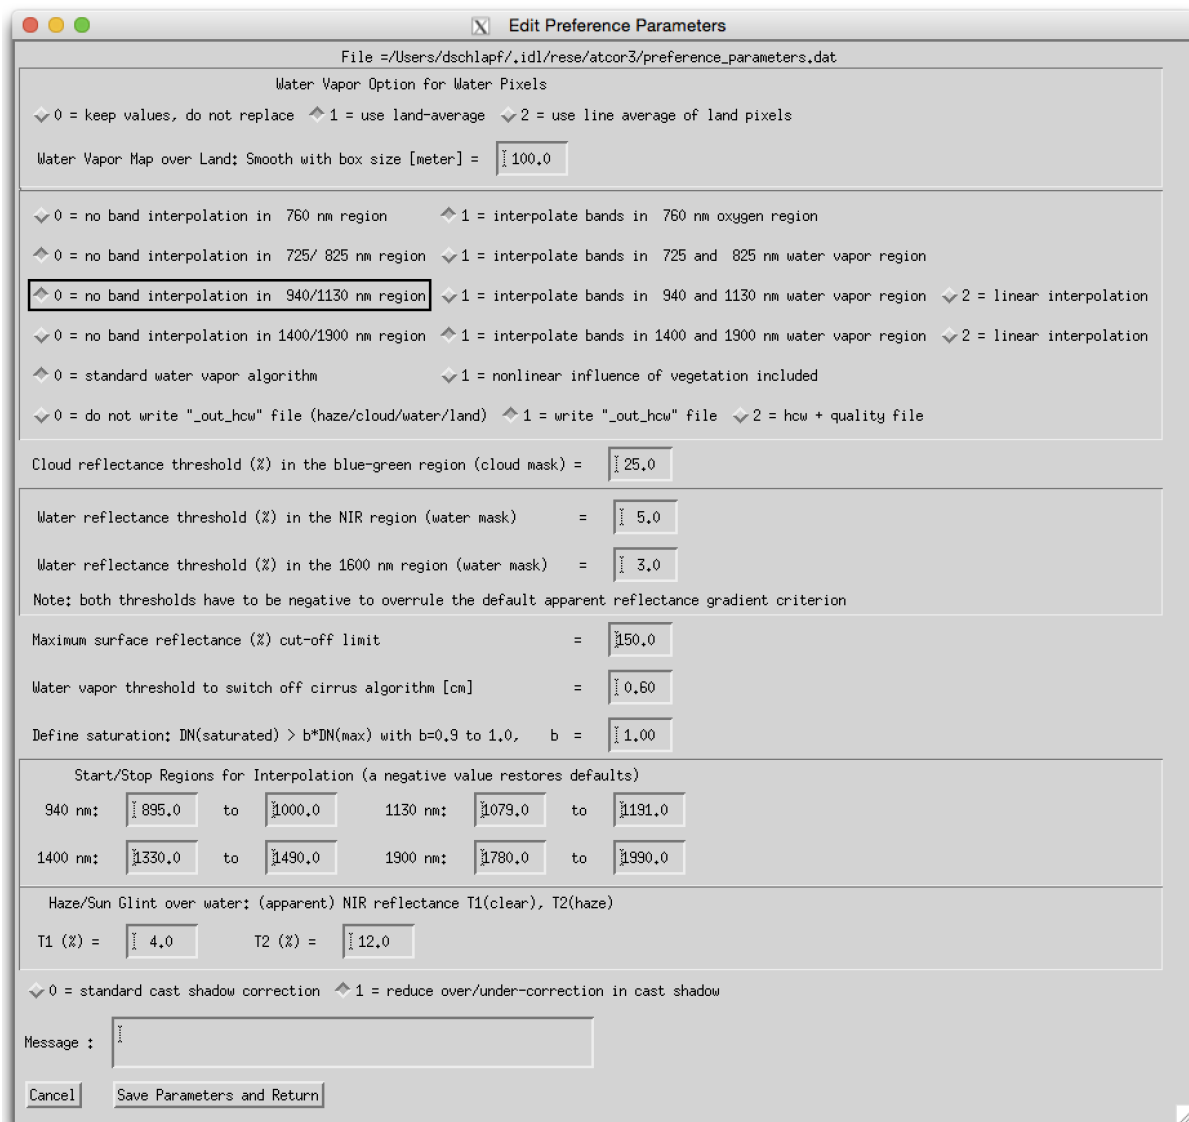 X Edit Preference Parameters
File =/Users/dschlapf/.idl/rese/atcor3/preference_parameters.dat
Water Vapor Option for Water Pixels
0 = keep values, do not replace 1 = use land-average 2 = use line average of land pixels
Water Vapor Map over Land: Smooth with box size [meter] = 100.0
0 = no band interpolation in 760 nm region 1 = interpolate bands in 760 nm oxygen region
0 = no band interpolation in 725/ 825 nm region 1 = interpolate bands in 725 and 825 nm water vapor region
0 = no band interpolation in 940/1130 nm region 1 = interpolate bands in 940 and 1130 nm water vapor region 2 = linear interpolation
0 = no band interpolation in 1400/1900 nm region 1 = interpolate bands in 1400 and 1900 nm water vapor region 2 = linear interpolation
0 = standard water vapor algorithm 1 = nonlinear influence of vegetation included
0 = do not write "_out_hcw" file (haze/cloud/water/land) 1 = write "_out_hcw" file 2 = hcw + quality file
Cloud reflectance threshold (%) in the blue-green region (cloud mask) = 25.0
Water reflectance threshold (%) in the NIR region (water mask) = 5.0
Water reflectance threshold (%) in the 1600 nm region (water mask) = 3.0
Note: both thresholds have to be negative to overrule the default apparent reflectance gradient criterion
Maximum surface reflectance (%) cut-off limit = 150.0
Water vapor threshold to switch off cirrus algorithm [cm] = 0.60
Define saturation: DN(saturated) > b*DN(max) with b=0.9 to 1.0, b = 1.00
Start/Stop Regions for Interpolation (a negative value restores defaults)
940 nm: 895.0 to 1000.0 1130 nm: 1079.0 to 1191.0
1400 nm: 1330.0 to 1490.0 1900 nm: 1780.0 to 1990.0
Haze/Sun Glint over water: (apparent) NIR reflectance T1(clear), T2(haze)
T1 (%) = 4.0 T2 (%) = 12.0
0 = standard cast shadow correction 1 = reduce over/under-correction in cast shadow
Message :
Cancel Save Parameters and Return